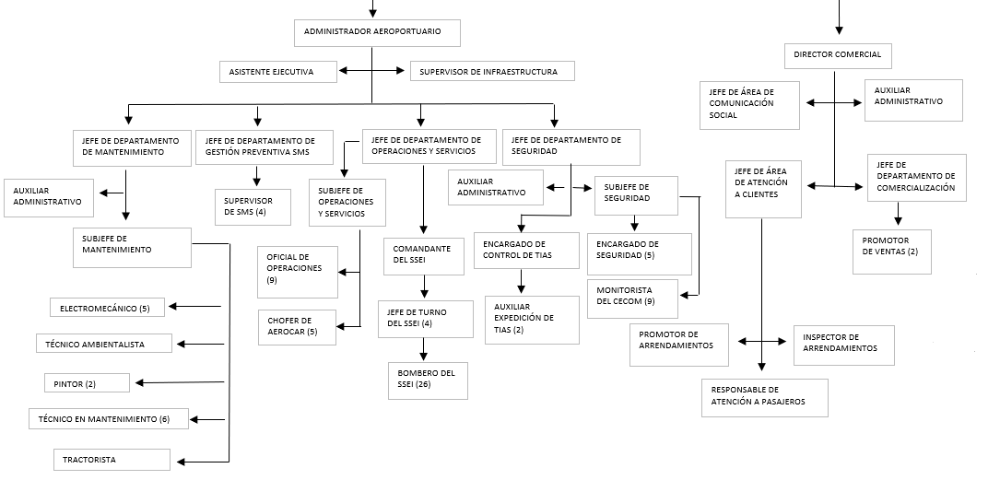 ADMINISTRADOR AEROPORTUARIO
ASISTENTE EJECUTIVA
SUPERVISOR DE INFRAESTRUCTURA
JEFE DE DEPARTAMENTO
DE MANTENIMIENTO
JEFE DE DEPARTAMENTO DE
GESTIÓN PREVENTIVA SMS
JEFE DE DEPARTAMENTO DE
OPERACIONES Y SERVICIOS
JEFE DE DEPARTAMENTO DE
SEGURIDAD
AUXILIAR
ADMINISTRATIVO
SUBJEFE DE
MANTENIMIENTO
ELECTROMECÁNICO (5)
TÉCNICO AMBIENTALISTA
PINTOR (2)
TÉCNICO EN MANTENIMIENTO (6)
TRACTORISTA
SUPERVISOR
DE SMS (4)
SUBJEFE DE
OPERACIONES
Y SERVICIOS
OFICIAL DE
OPERACIONES
(9)
CHOFER DE
AEROCAR (5)
COMANDANTE
DEL SSEI
JEFE DE TURNO
DEL SSEI (4)
BOMBERO DEL
SSEI (26)
AUXILIAR
ADMINISTRATIVO
SUBJEFE DE
SEGURIDAD
ENCARGADO DE
CONTROL DE TIAS
AUXILIAR
EXPEDICIÓN DE
TIAS (2)
ENCARGADO DE
SEGURIDAD (5)
MONITORISTA
DEL CECOM (9)
DIRECTOR COMERCIAL
JEFE DE ÁREA DE
COMUNICACIÓN
SOCIAL
AUXILIAR
ADMINISTRATIVO
JEFE DE ÁREA
DE ATENCIÓN
A CLIENTES
JEFE DE
DEPARTAMENTO DE
COMERCIALIZACIÓN
PROMOTOR
DE VENTAS (2)
PROMOTOR DE
ARRENDAMIENTOS
INSPECTOR DE
ARRENDAMIENTOS
RESPONSABLE DE
ATENCIÓN A PASAJEROS